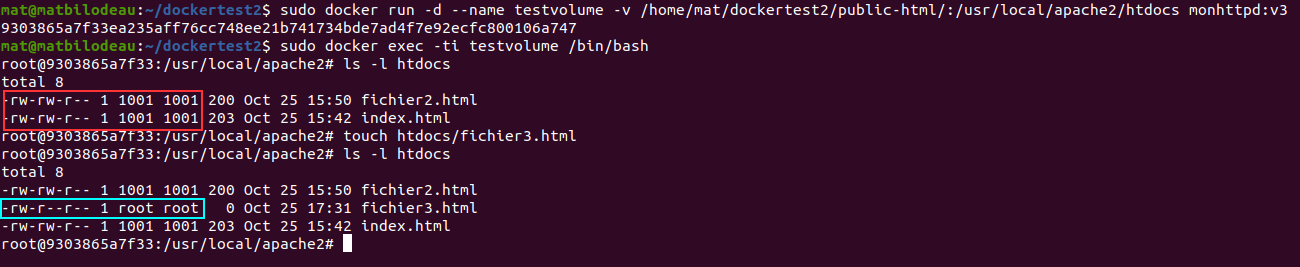 mat@matbilodeau:~/dockertest2$ sudo docker run -d --name testvolume -v /home/mat/dockertest2/public-html/:/usr/local/apache2/htdocs monhttpd:v3
9303865a7f33ea235aff76cc748ee21b741734bde7ad4f7e92ecfc800106a747
mat@matbilodeau:~/dockertest2$ sudo docker exec -ti testvolume /bin/bash
root@9303865a7f33:/usr/local/apache2# ls -l htdocs
total 8
-rw-rw-r-- 1 1001 1001 200 Oct 25 15:50 fichier2.html
-rw-rw-r-- 1 1001 1001 203 Oct 25 15:42 index.html
root@9303865a7f33:/usr/local/apache2# touch htdocs/fichier3.html
root@9303865a7f33:/usr/local/apache2# ls -l htdocs
total 8
-rw-rw-r-- 1 1001 1001 200 Oct 25 15:50 fichier2.html
-rw-r--r-- 1 root root   0 Oct 25 17:31 fichier3.html
-rw-rw-r-- 1 1001 1001 203 Oct 25 15:42 index.html
root@9303865a7f33:/usr/local/apache2#